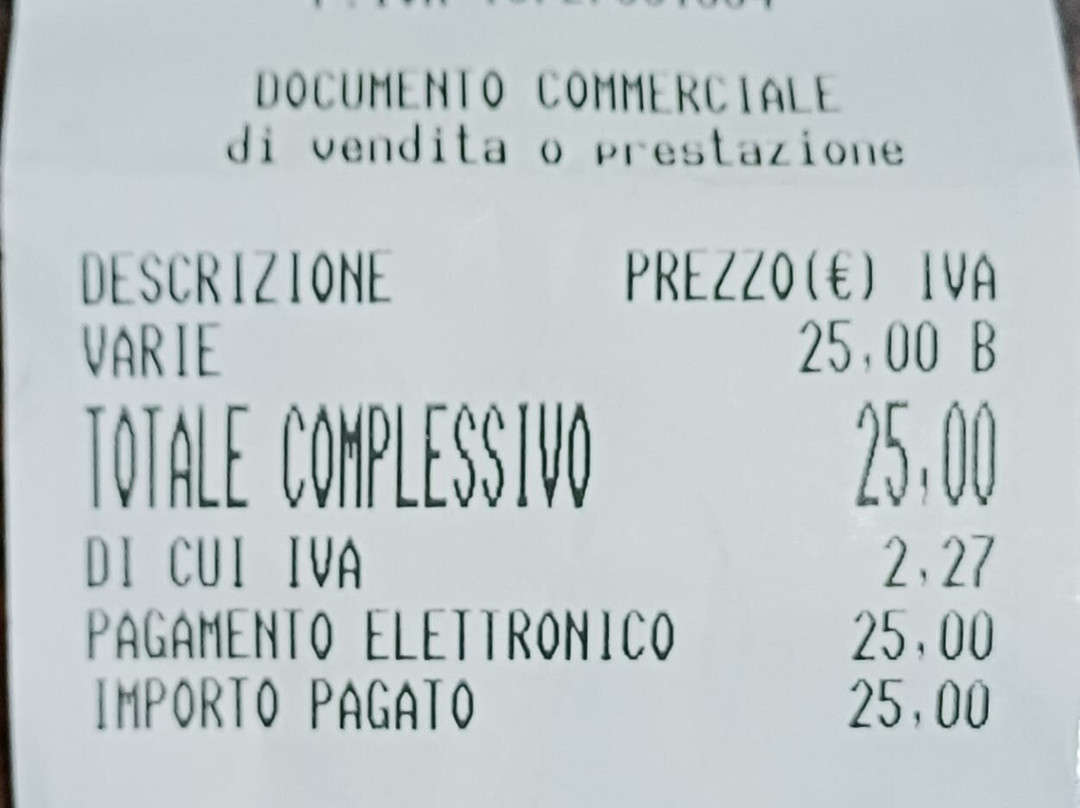 DOCUMENTO COMMERCIALE
di vendita o prestazione
DESCRIZIONE PREZZO(€) IVA
VARIE 25,00 B
TOTALE COMPLESSIVO 25,00
DI CUI IVA 2,27
PAGAMENTO ELETTRONICO 25,00
IMPORTO PAGATO 25,00